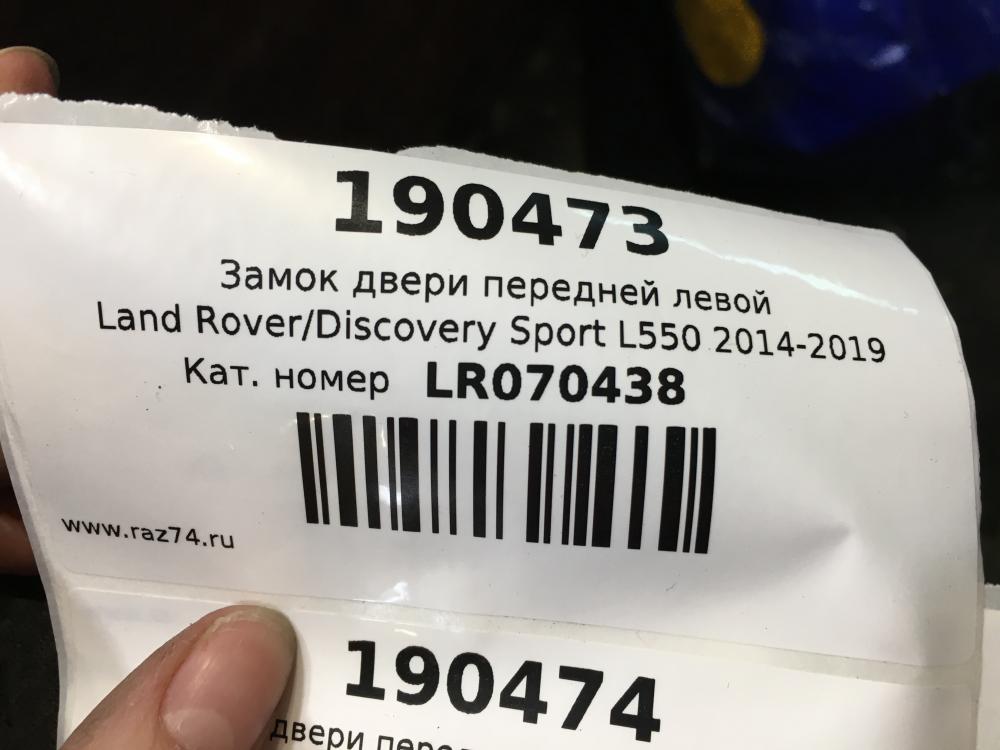 190473
Замок двери передней левой
Land Rover/Discovery Sport L550 2014-2019
Кат. номер LR070438
www.raz74.ru
190474
двери